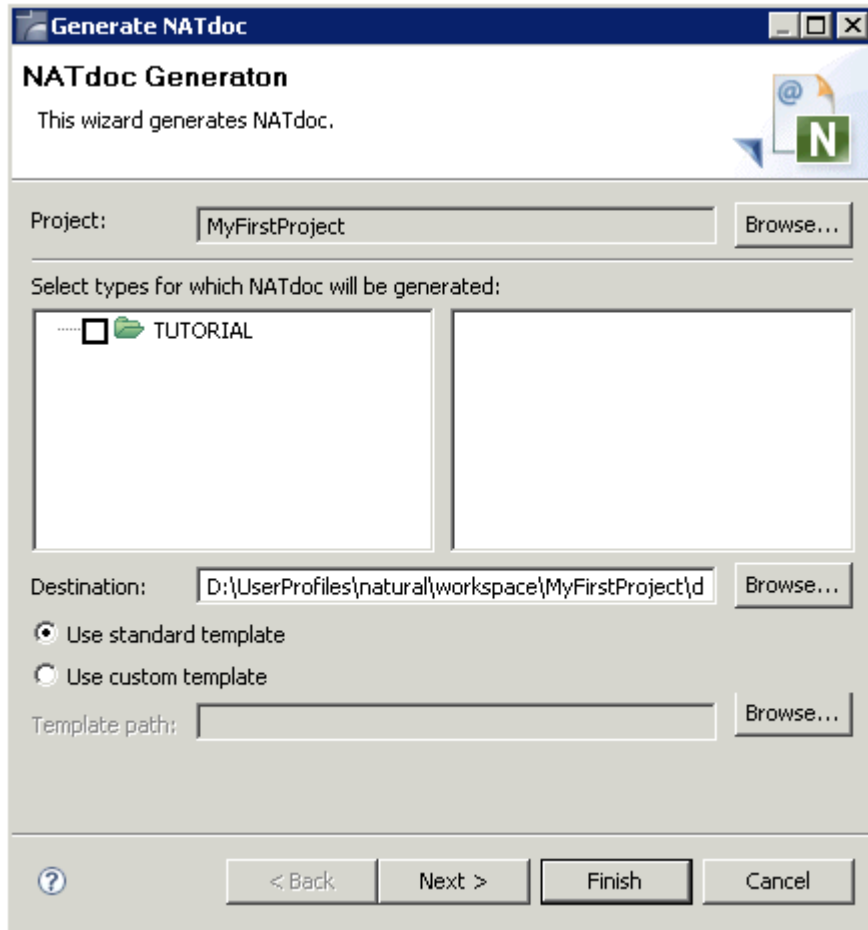 Generate NATdoc
NATdoc Generaton
This wizard generates NATdoc.
@
N
Project: MyFirstProject Browse...
Select types for which NATdoc will be generated:
TUTORIAL
Destination: D:\UserProfiles\natural\workspace\MyFirstProject\d Browse...
Use standard template
Use custom template
Template path: Browse...
? < Back Next > Finish Cancel